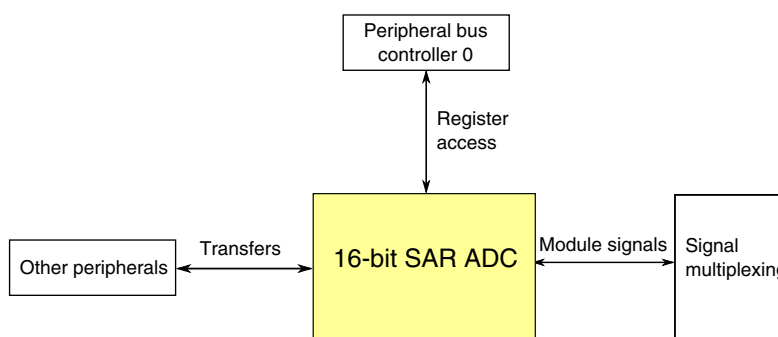 Peripheral bus
controller 0
Register
access
Other peripherals
Transfers
16-bit SAR ADC
Module signals
Signal
multiplexing